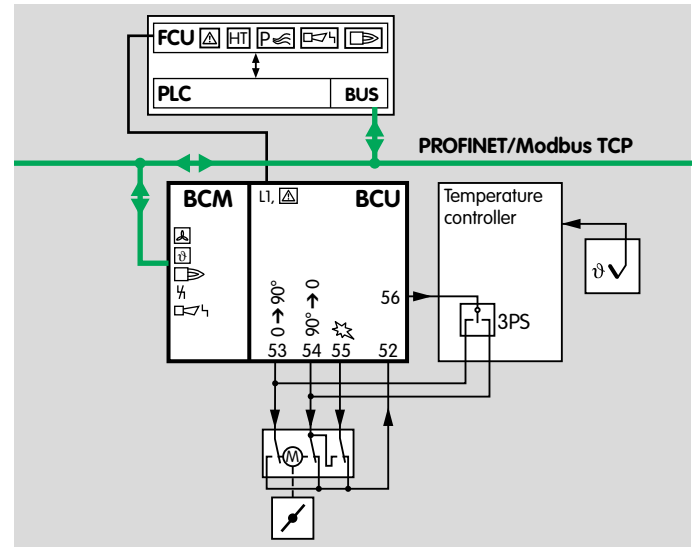 FCU HT P
PLC BUS
PROFINET/Modbus TCP
BCM L1, BCU
Temperature
controller
ϑ
ϑ
0 → 90°
90° → 0
56
3PS
53 54 55 52
M